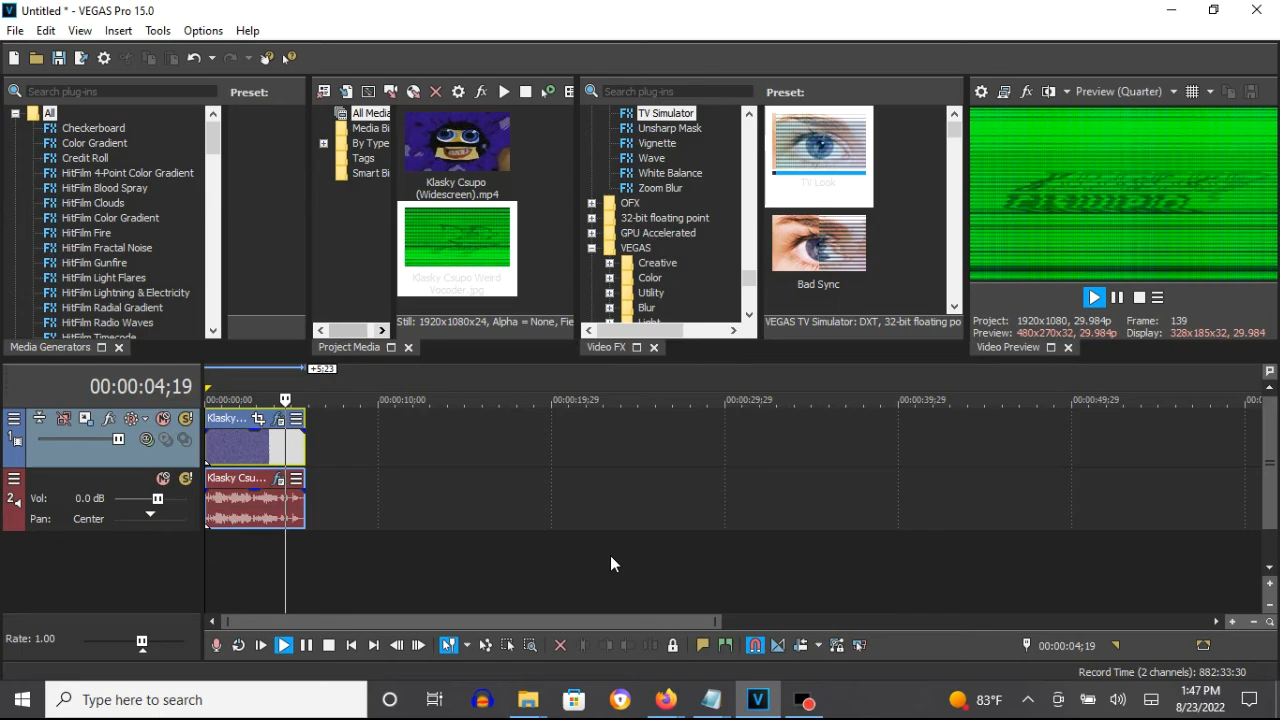 Untitled * - VEGAS Pro 15.0
File Edit View Insert Tools Options Help
Search plug-ins
Preset:
All
Checkerboard
Color Gradient
Credit Roll
HitFilm 4-Point Color Gradient
HitFilm Blood Spray
HitFilm Clouds
HitFilm Color Gradient
HitFilm Fire
HitFilm Fractal Noise
HitFilm Gunfire
HitFilm Light Flares
HitFilm Lightning & Electricity
HitFilm Radial Gradient
HitFilm Radio Waves
HitFilm Timecode
Media Generators
All Media
Media Bi
By Type
Tags
Smart Bi
Klasky Csupo
(Widescreen).mp4
Klasky Csupo Weird
Vocoder.jpg
Still: 1920x1080x24, Alpha = None, Fie
Project Media
Search plug-ins
Preset:
TV Simulator
Unsharp Mask
Vignette
Wave
White Balance
Zoom Blur
OFX
32-bit floating point
GPU Accelerated
VEGAS
Creative
Color
Utility
Blur
Light
TV Look
Bad Sync
VEGAS TV Simulator: DXT, 32-bit floating po
Video FX
Preview (Quarter)
Project: 1920x1080, 29.984p Frame: 139
Preview: 480x270x32, 29.984p Display: 328x185x32, 29.984
Video Preview
00:00:04;19
+5;23
00:00:00;00 00:00:10;00 00:00:19;29 00:00:29;29 00:00:39;29 00:00:49;29 00:0
1
Klasky...
2
Klasky Csu...
Vol: 0.0 dB
Pan: Center
Rate: 1.00
00:00:04;19
Record Time (2 channels): 882:33:30
Type here to search
83°F
1:47 PM
8/23/2022